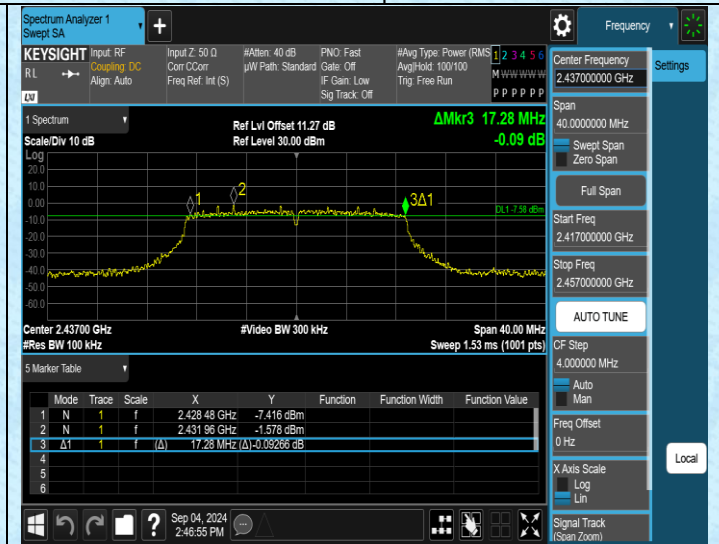 Spectrum Analyzer 1
Swept SA
+
Frequency
KEYSIGHT
RL
LXI
Input: RF
Coupling: DC
Align: Auto
Input Z: 50 Ω
Corr CCorr
Freq Ref: Int (S)
#Atten: 40 dB
µW Path: Standard
PNO: Fast
Gate: Off
IF Gain: Low
Sig Track: Off
#Avg Type: Power (RMS
Avg|Hold: 100/100
Trig: Free Run
1 2 3 4 5 6
M W W W W W
P P P P P P
1 Spectrum
Scale/Div 10 dB
Ref Lvl Offset 11.27 dB
Ref Level 30.00 dBm
ΔMkr3 17.28 MHz
-0.09 dB
Log
20.0
10.0
0.00
-10.0
-20.0
-30.0
-40.0
-50.0
-60.0
1
2
3Δ1
DL1 -7.58 dBm
Center 2.43700 GHz
#Res BW 100 kHz
#Video BW 300 kHz
Span 40.00 MHz
Sweep 1.53 ms (1001 pts)
5 Marker Table
Mode Trace Scale X Y Function Function Width Function Value
1 N 1 f 2.428 48 GHz -7.416 dBm
2 N 1 f 2.431 96 GHz -1.578 dBm
3 Δ1 1 f (Δ) 17.28 MHz (Δ) -0.09266 dB
4
5
6
Sep 04, 2024
2:46:55 PM
Center Frequency
2.437000000 GHz
Span
40.0000000 MHz
Swept Span
Zero Span
Full Span
Start Freq
2.417000000 GHz
Stop Freq
2.457000000 GHz
AUTO TUNE
CF Step
4.000000 MHz
Auto
Man
Freq Offset
0 Hz
X Axis Scale
Log
Lin
Signal Track
(Span Zoom)
Settings
Local